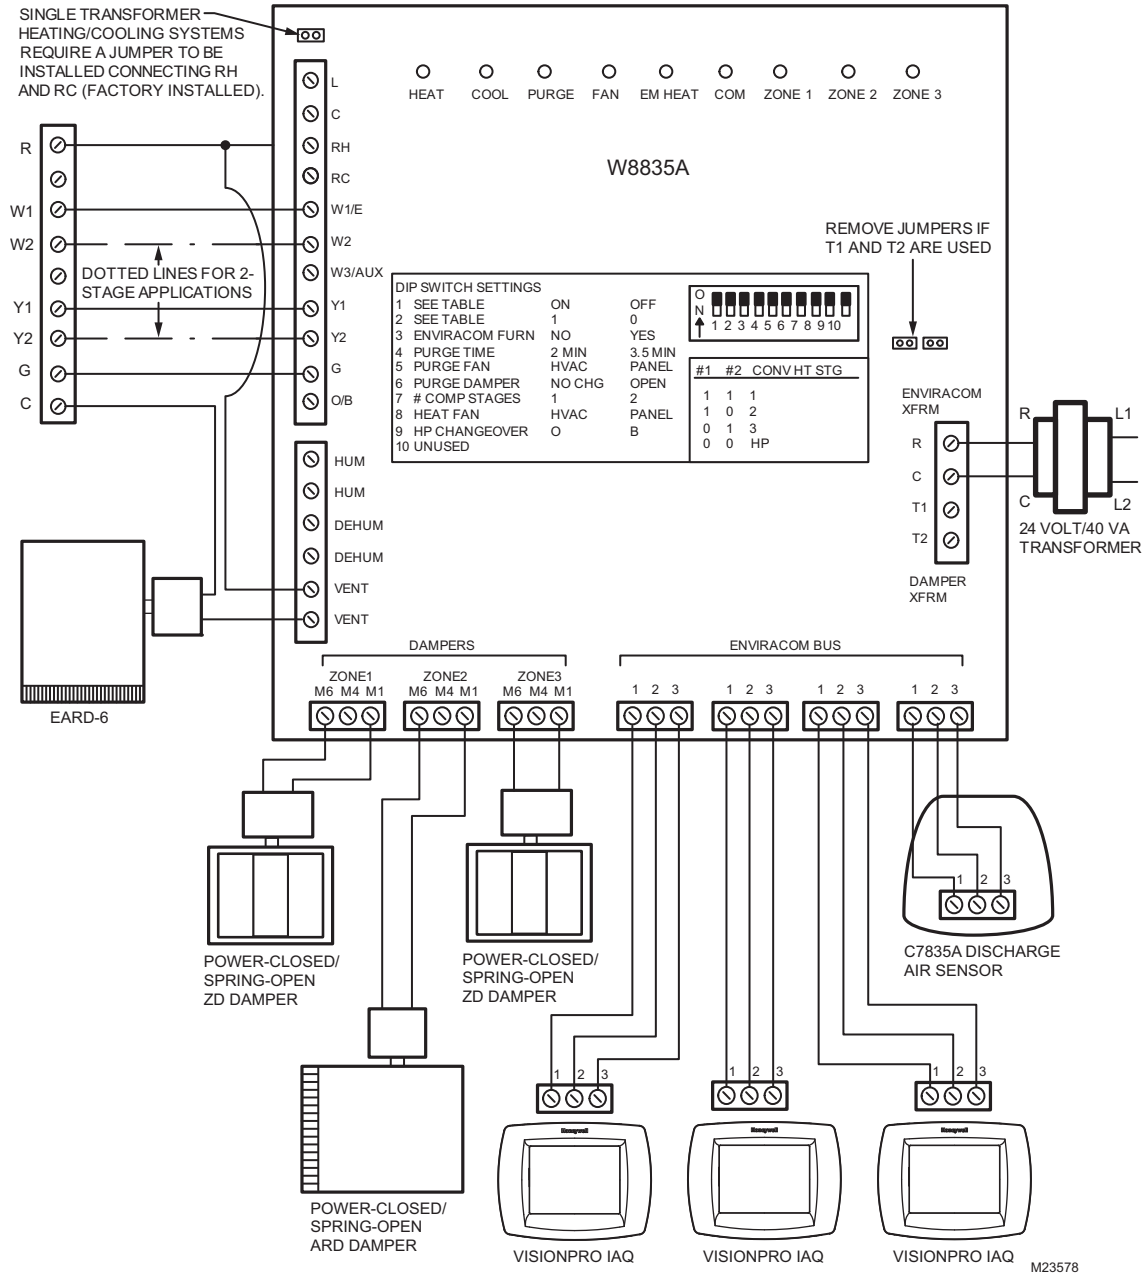 SINGLE TRANSFORMER
HEATING/COOLING SYSTEMS
REQUIRE A JUMPER TO BE
INSTALLED CONNECTING RH
AND RC (FACTORY INSTALLED).
HEAT COOL PURGE FAN EM HEAT COM ZONE 1 ZONE 2 ZONE 3
W8835A
R
W1
W2
Y1
Y2
G
C
DOTTED LINES FOR 2-
STAGE APPLICATIONS
L
C
RH
RC
W1/E
W2
W3/AUX
Y1
Y2
G
O/B
HUM
HUM
DEHUM
DEHUM
VENT
VENT
REMOVE JUMPERS IF
T1 AND T2 ARE USED
DIP SWITCH SETTINGS
1 SEE TABLE ON OFF
2 SEE TABLE 1 0
3 ENVIRACOM FURN NO YES
4 PURGE TIME 2 MIN 3.5 MIN
5 PURGE FAN HVAC PANEL
6 PURGE DAMPER NO CHG OPEN
7 # COMP STAGES 1 2
8 HEAT FAN HVAC PANEL
9 HP CHANGEOVER O B
10 UNUSED
O
N
1 2 3 4 5 6 7 8 9 10
#1 #2 CONV HT STG
1 1 1
1 0 2
0 1 3
0 0 HP
ENVIRACOM
XFRM
R
C
T1
T2
DAMPER
XFRM
R L1
C L2
24 VOLT/40 VA
TRANSFORMER
EARD-6
DAMPERS
ZONE1 ZONE2 ZONE3
M6 M4 M1 M6 M4 M1 M6 M4 M1
ENVIRACOM BUS
1 2 3 1 2 3 1 2 3 1 2 3
POWER-CLOSED/
SPRING-OPEN
ZD DAMPER
POWER-CLOSED/
SPRING-OPEN
ZD DAMPER
1 2 3
C7835A DISCHARGE
AIR SENSOR
POWER-CLOSED/
SPRING-OPEN
ARD DAMPER
1 2 3 1 2 3 1 2 3
Honeywell Honeywell Honeywell
VISIONPRO IAQ VISIONPRO IAQ VISIONPRO IAQ
M23578